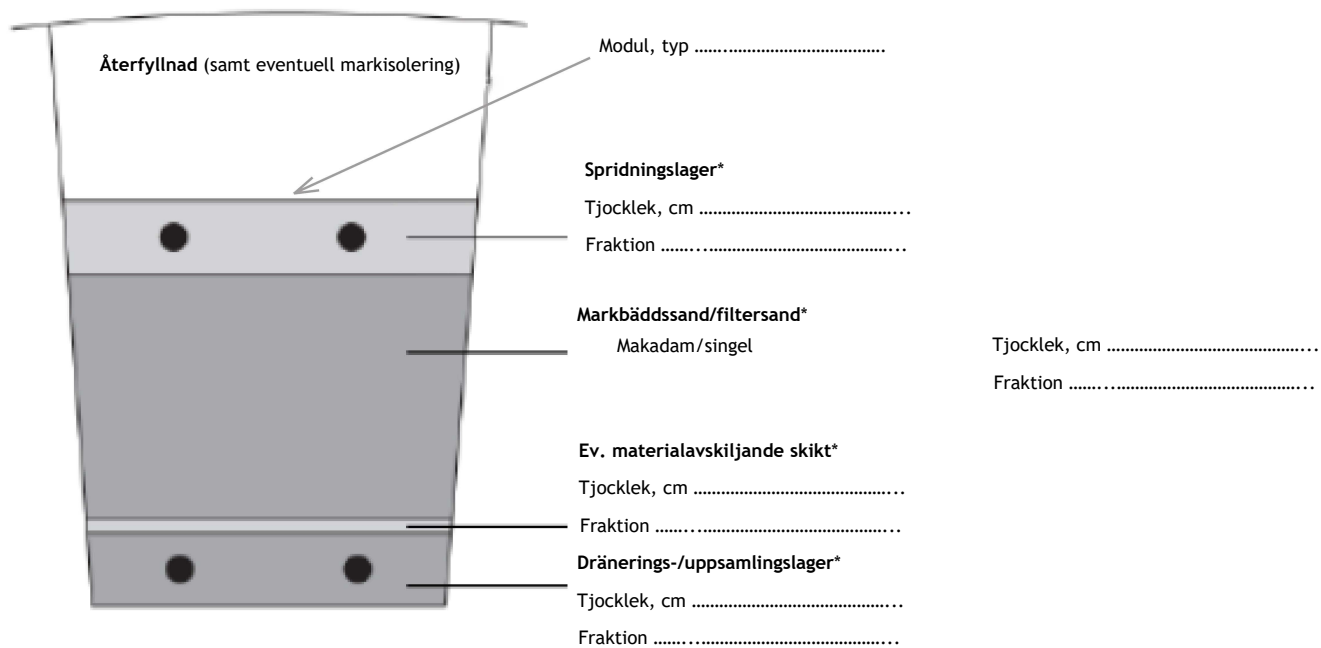 Modul, typ ……..……………………………….
Återfyllnad (samt eventuell markisolering)
Spridningslager*
Tjocklek, cm ……………………………………...
Fraktion ……...……………………………………...
Markbäddssand/filtersand*
Makadam/singel
Tjocklek, cm ……………………………………...
Fraktion ……...……………………………………...
Ev. materialavskiljande skikt*
Tjocklek, cm ……………………………………...
Fraktion ……...……………………………………...
Dränerings-/uppsamlingslager*
Tjocklek, cm ……………………………………...
Fraktion ……...……………………………………...